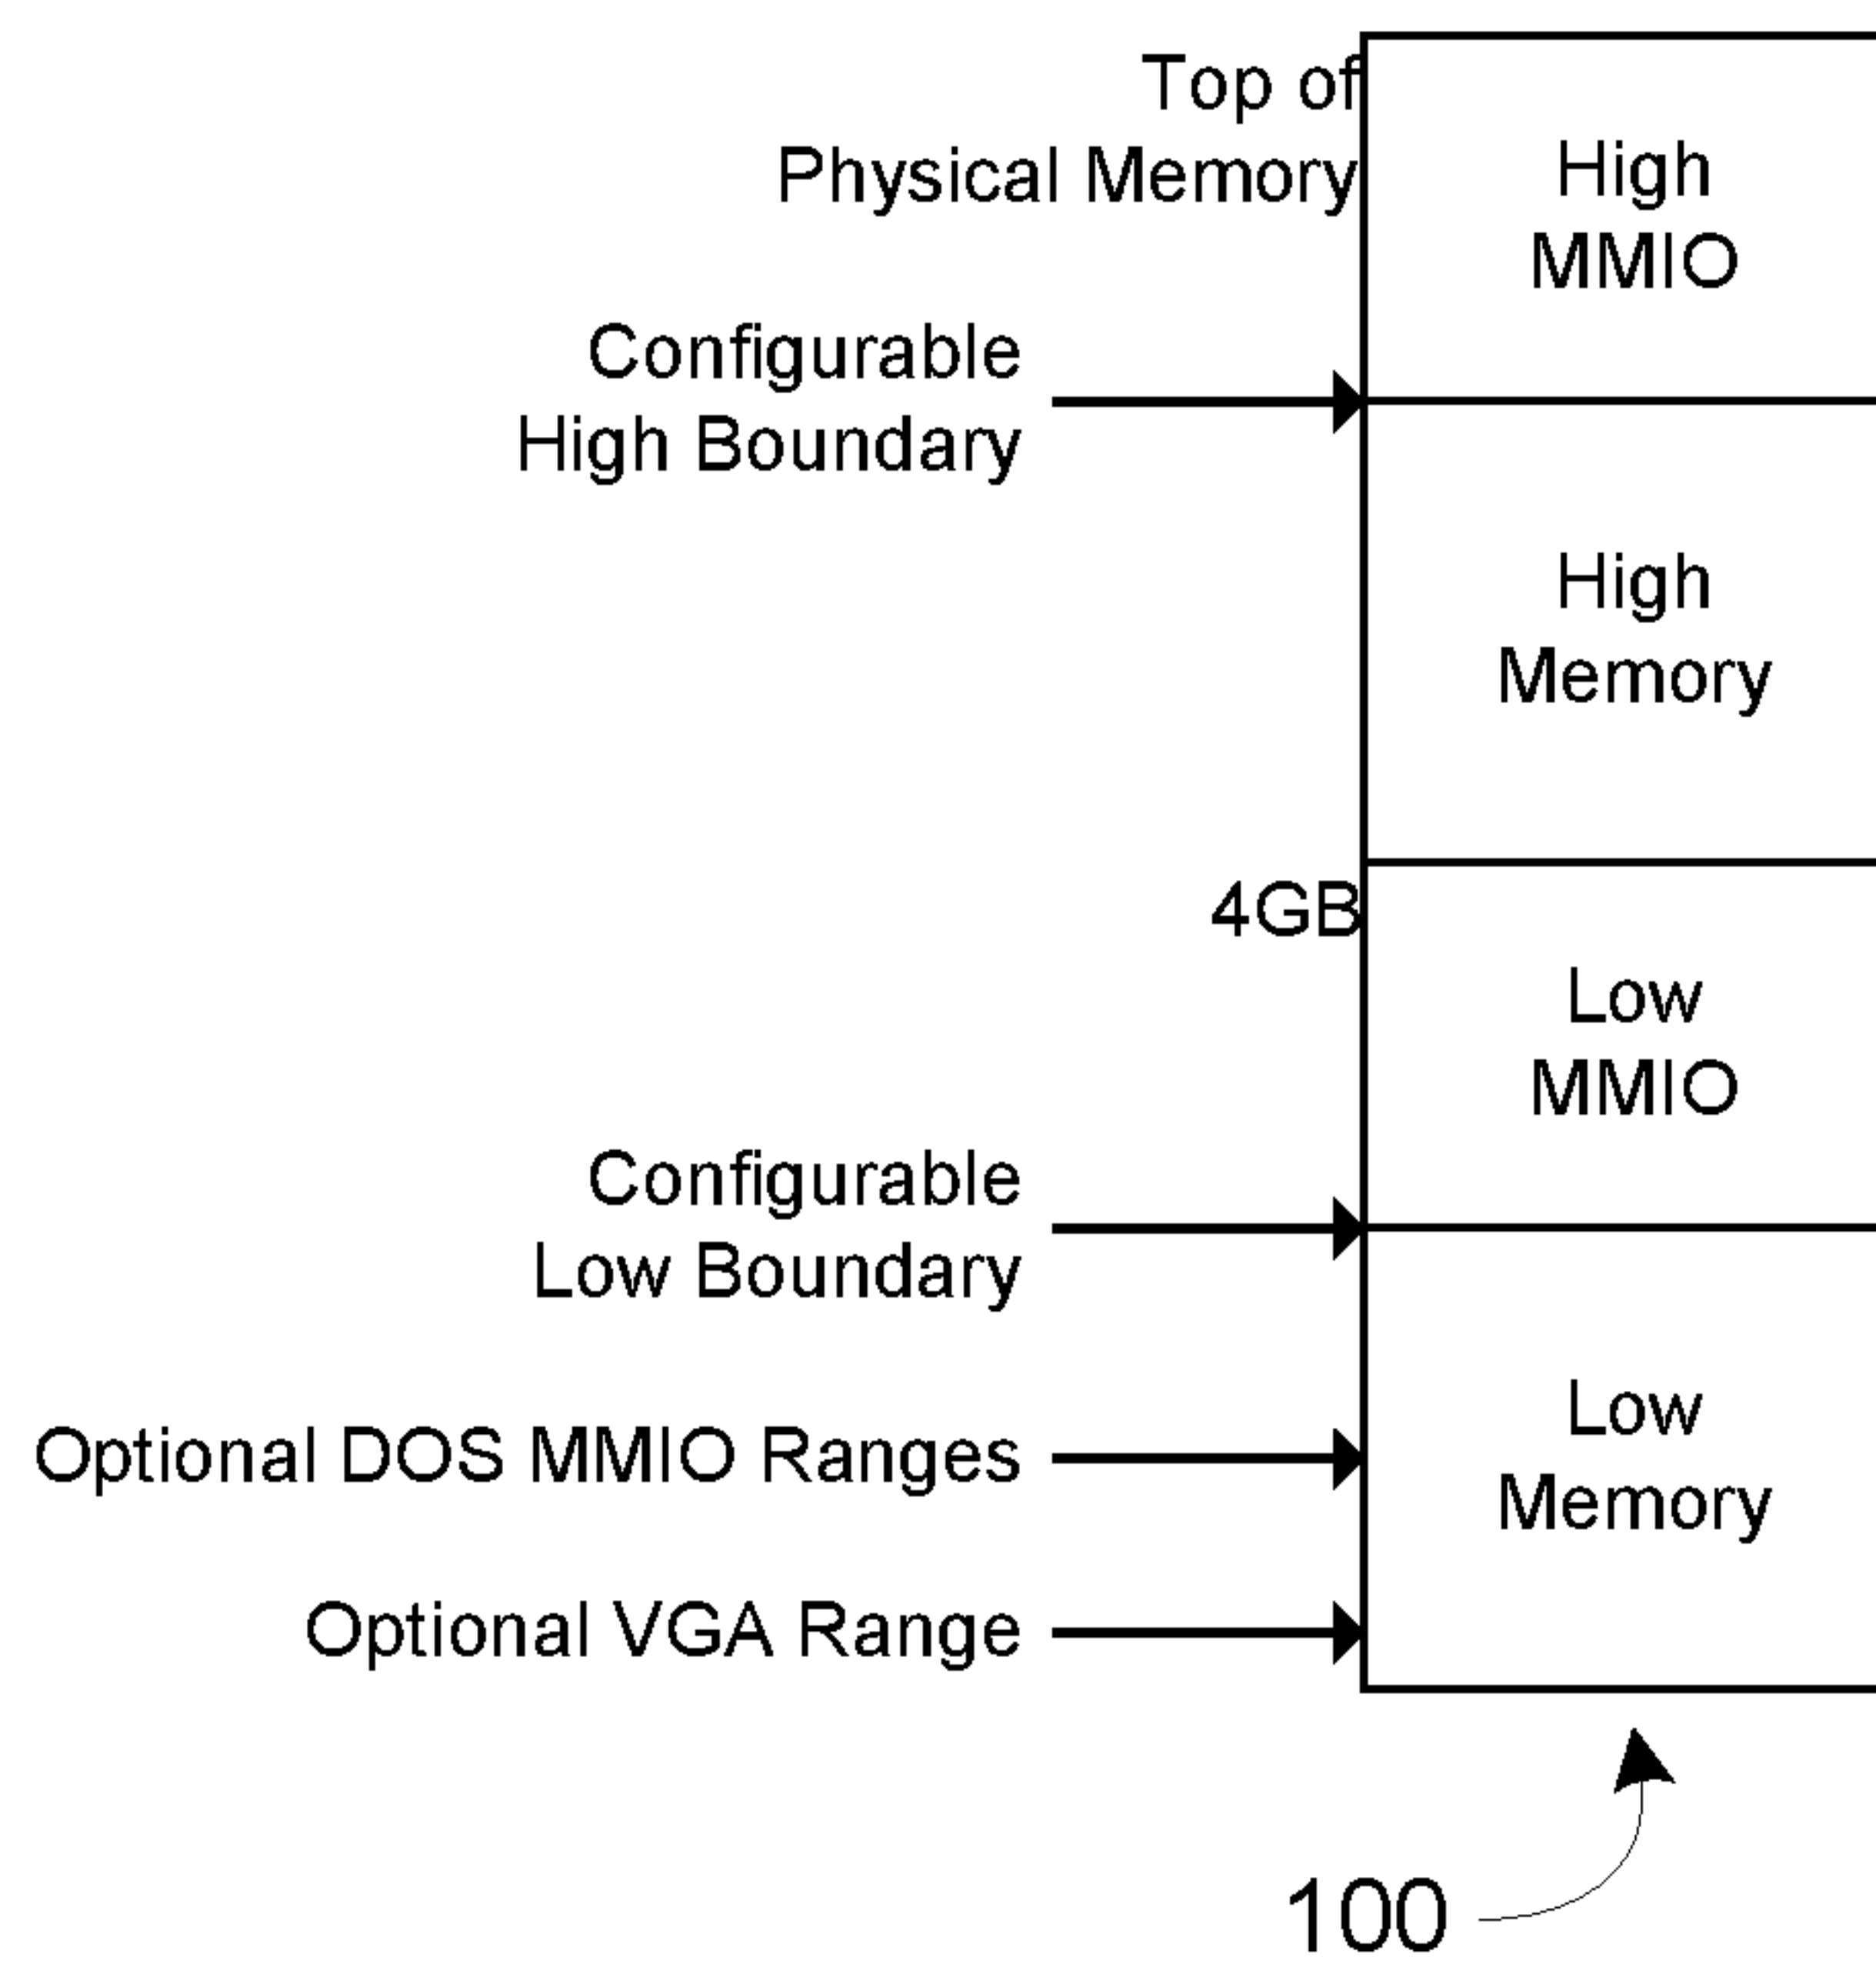 Top of
Physical Memory
High
MMIO
Configurable
High Boundary
High
Memory
4GB
Low
MMIO
Configurable
Low Boundary
Low
Memory
Optional DOS MMIO Ranges
Optional VGA Range
100